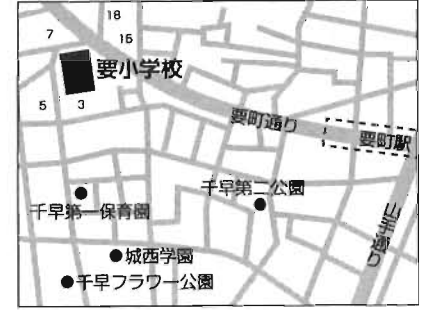 18
7
15
要小学校
5
3
要町通り
要町駅
千早第二公園
千早第一保育園
山手通り
城西学園
千早フラワー公園